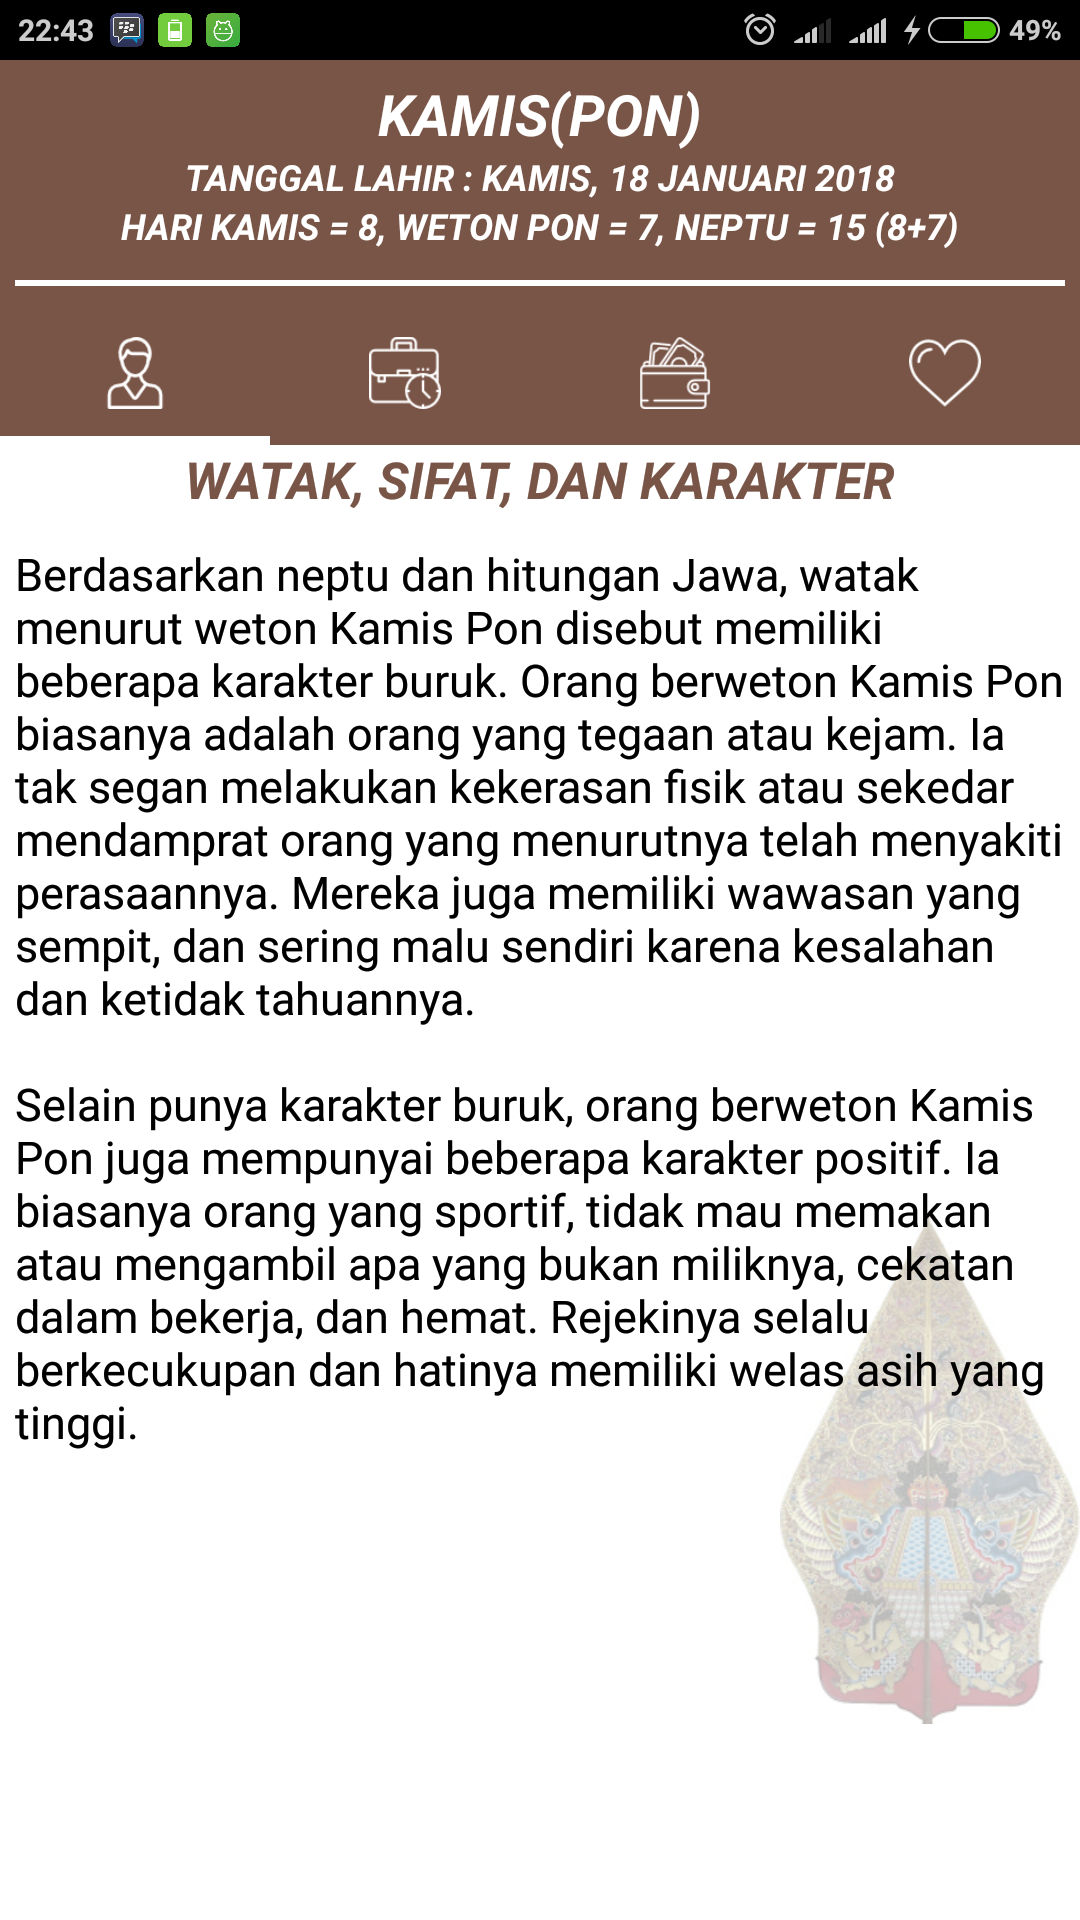 22:43
49%
KAMIS(PON)
TANGGAL LAHIR : KAMIS, 18 JANUARI 2018
HARI KAMIS = 8, WETON PON = 7, NEPTU = 15 (8+7)
WATAK, SIFAT, DAN KARAKTER
Berdasarkan neptu dan hitungan Jawa, watak
menurut weton Kamis Pon disebut memiliki
beberapa karakter buruk. Orang berweton Kamis Pon
biasanya adalah orang yang tegaan atau kejam. Ia
tak segan melakukan kekerasan fisik atau sekedar
mendamprat orang yang menurutnya telah menyakiti
perasaannya. Mereka juga memiliki wawasan yang
sempit, dan sering malu sendiri karena kesalahan
dan ketidak tahuannya.
Selain punya karakter buruk, orang berweton Kamis
Pon juga mempunyai beberapa karakter positif. Ia
biasanya orang yang sportif, tidak mau memakan
atau mengambil apa yang bukan miliknya, cekatan
dalam bekerja, dan hemat. Rejekinya selalu
berkecukupan dan hatinya memiliki welas asih yang
tinggi.